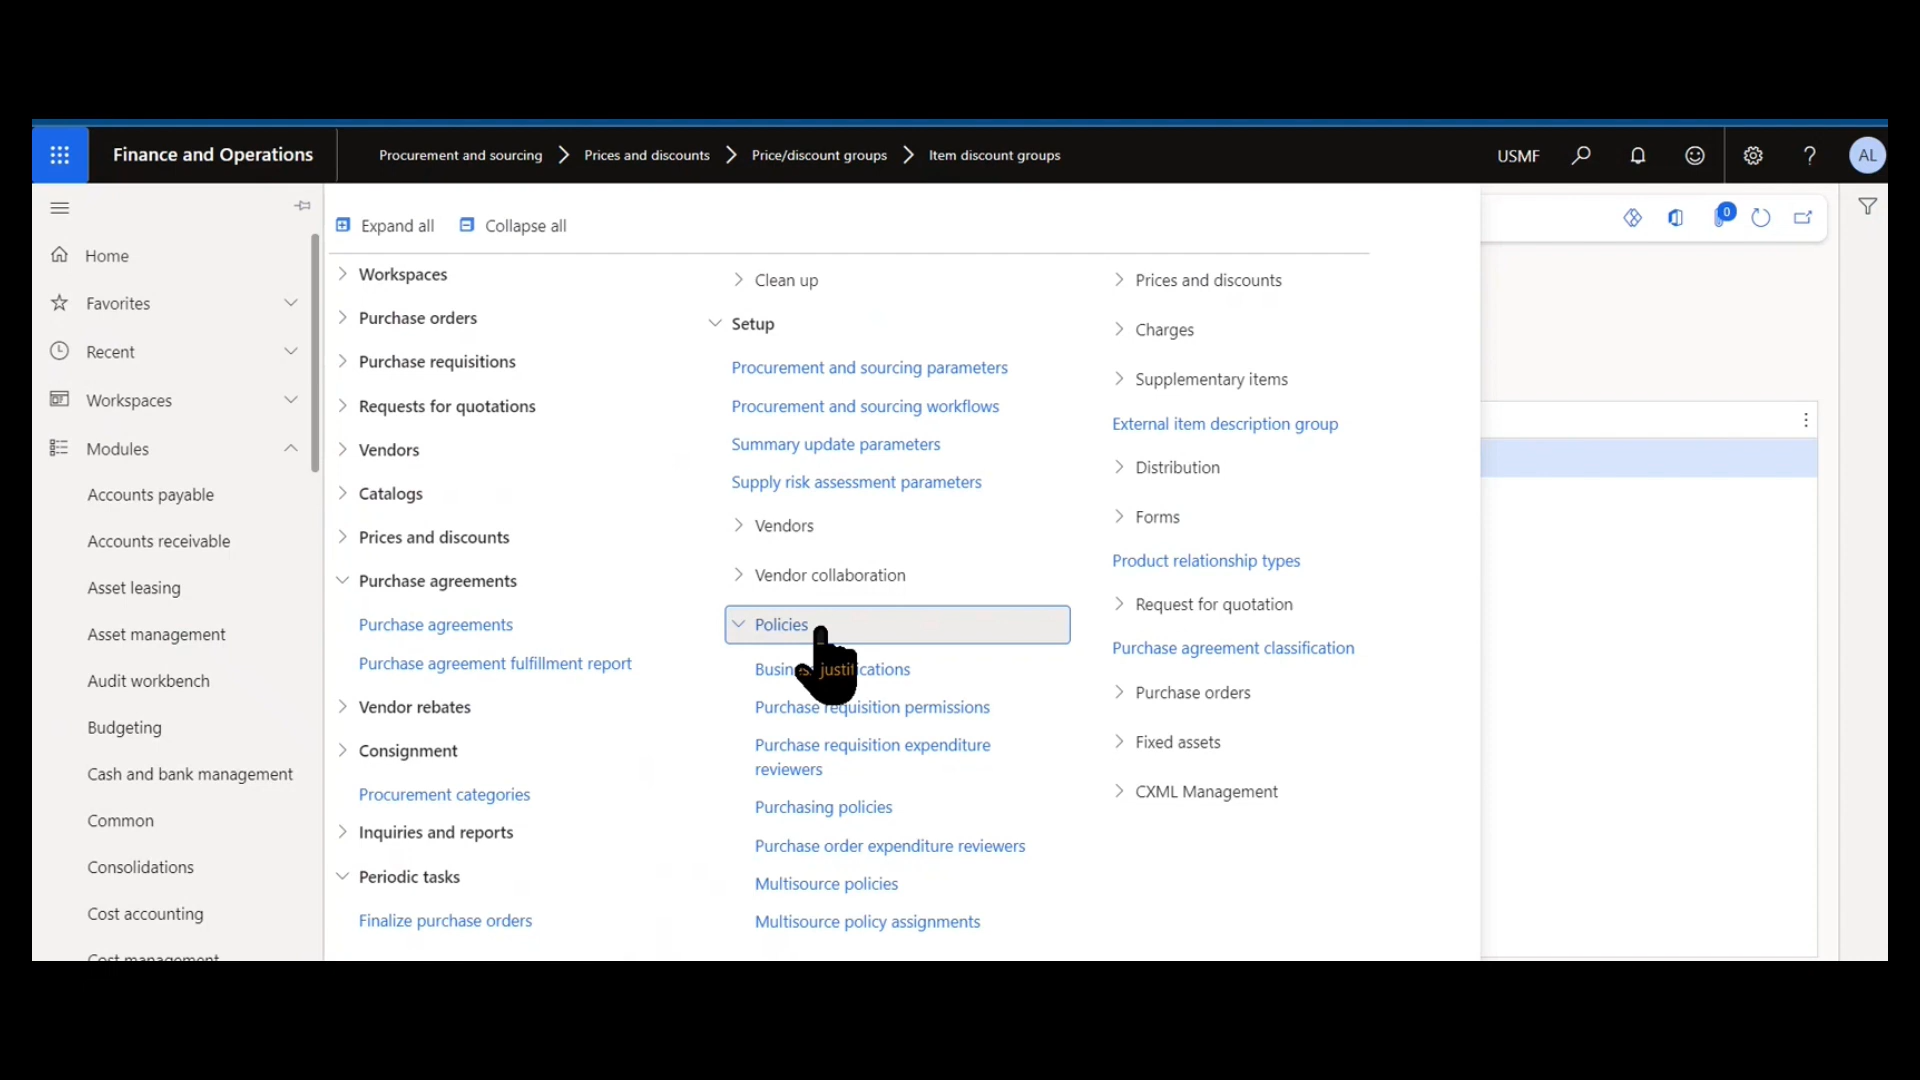 Finance and Operations
Procurement and sourcing
Prices and discounts
Price/discount groups
Item discount groups
USMF
?
AL
Home
Favorites
Recent
Workspaces
Modules
Accounts payable
Accounts receivable
Asset leasing
Asset management
Audit workbench
Budgeting
Cash and bank management
Common
Consolidations
Cost accounting
Cost management
Expand all
Collapse all
Workspaces
Purchase orders
Purchase requisitions
Requests for quotations
Vendors
Catalogs
Prices and discounts
Purchase agreements
Purchase agreements
Purchase agreement fulfillment report
Vendor rebates
Consignment
Procurement categories
Inquiries and reports
Periodic tasks
Finalize purchase orders
Clean up
Setup
Procurement and sourcing parameters
Procurement and sourcing workflows
Summary update parameters
Supply risk assessment parameters
Vendors
Vendor collaboration
Policies
Business justifications
Purchase requisition permissions
Purchase requisition expenditure
reviewers
Purchasing policies
Purchase order expenditure reviewers
Multisource policies
Multisource policy assignments
Prices and discounts
Charges
Supplementary items
External item description group
Distribution
Forms
Product relationship types
Request for quotation
Purchase agreement classification
Purchase orders
Fixed assets
CXML Management
0